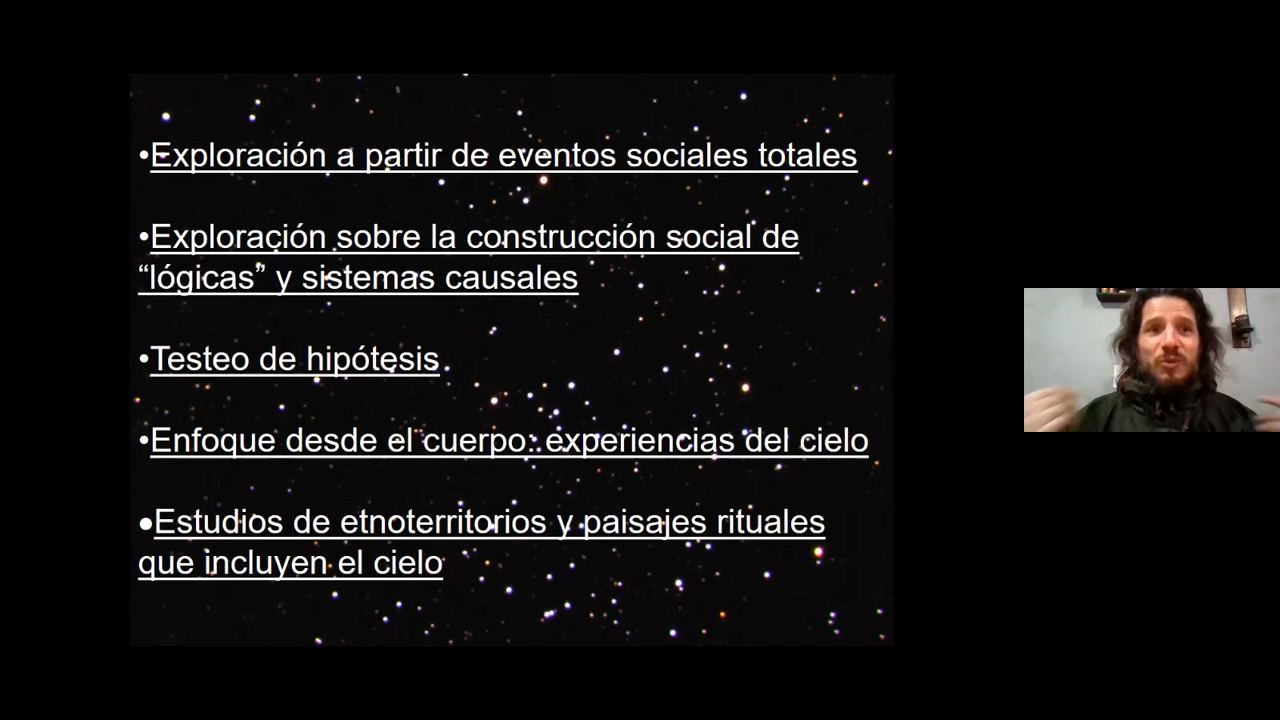 •Exploración a partir de eventos sociales totales
•Exploración sobre la construcción social de
“lógicas” y sistemas causales
•Testeo de hipótesis
•Enfoque desde el cuerpo: experiencias del cielo
•Estudios de etnoterritorios y paisajes rituales
que incluyen el cielo